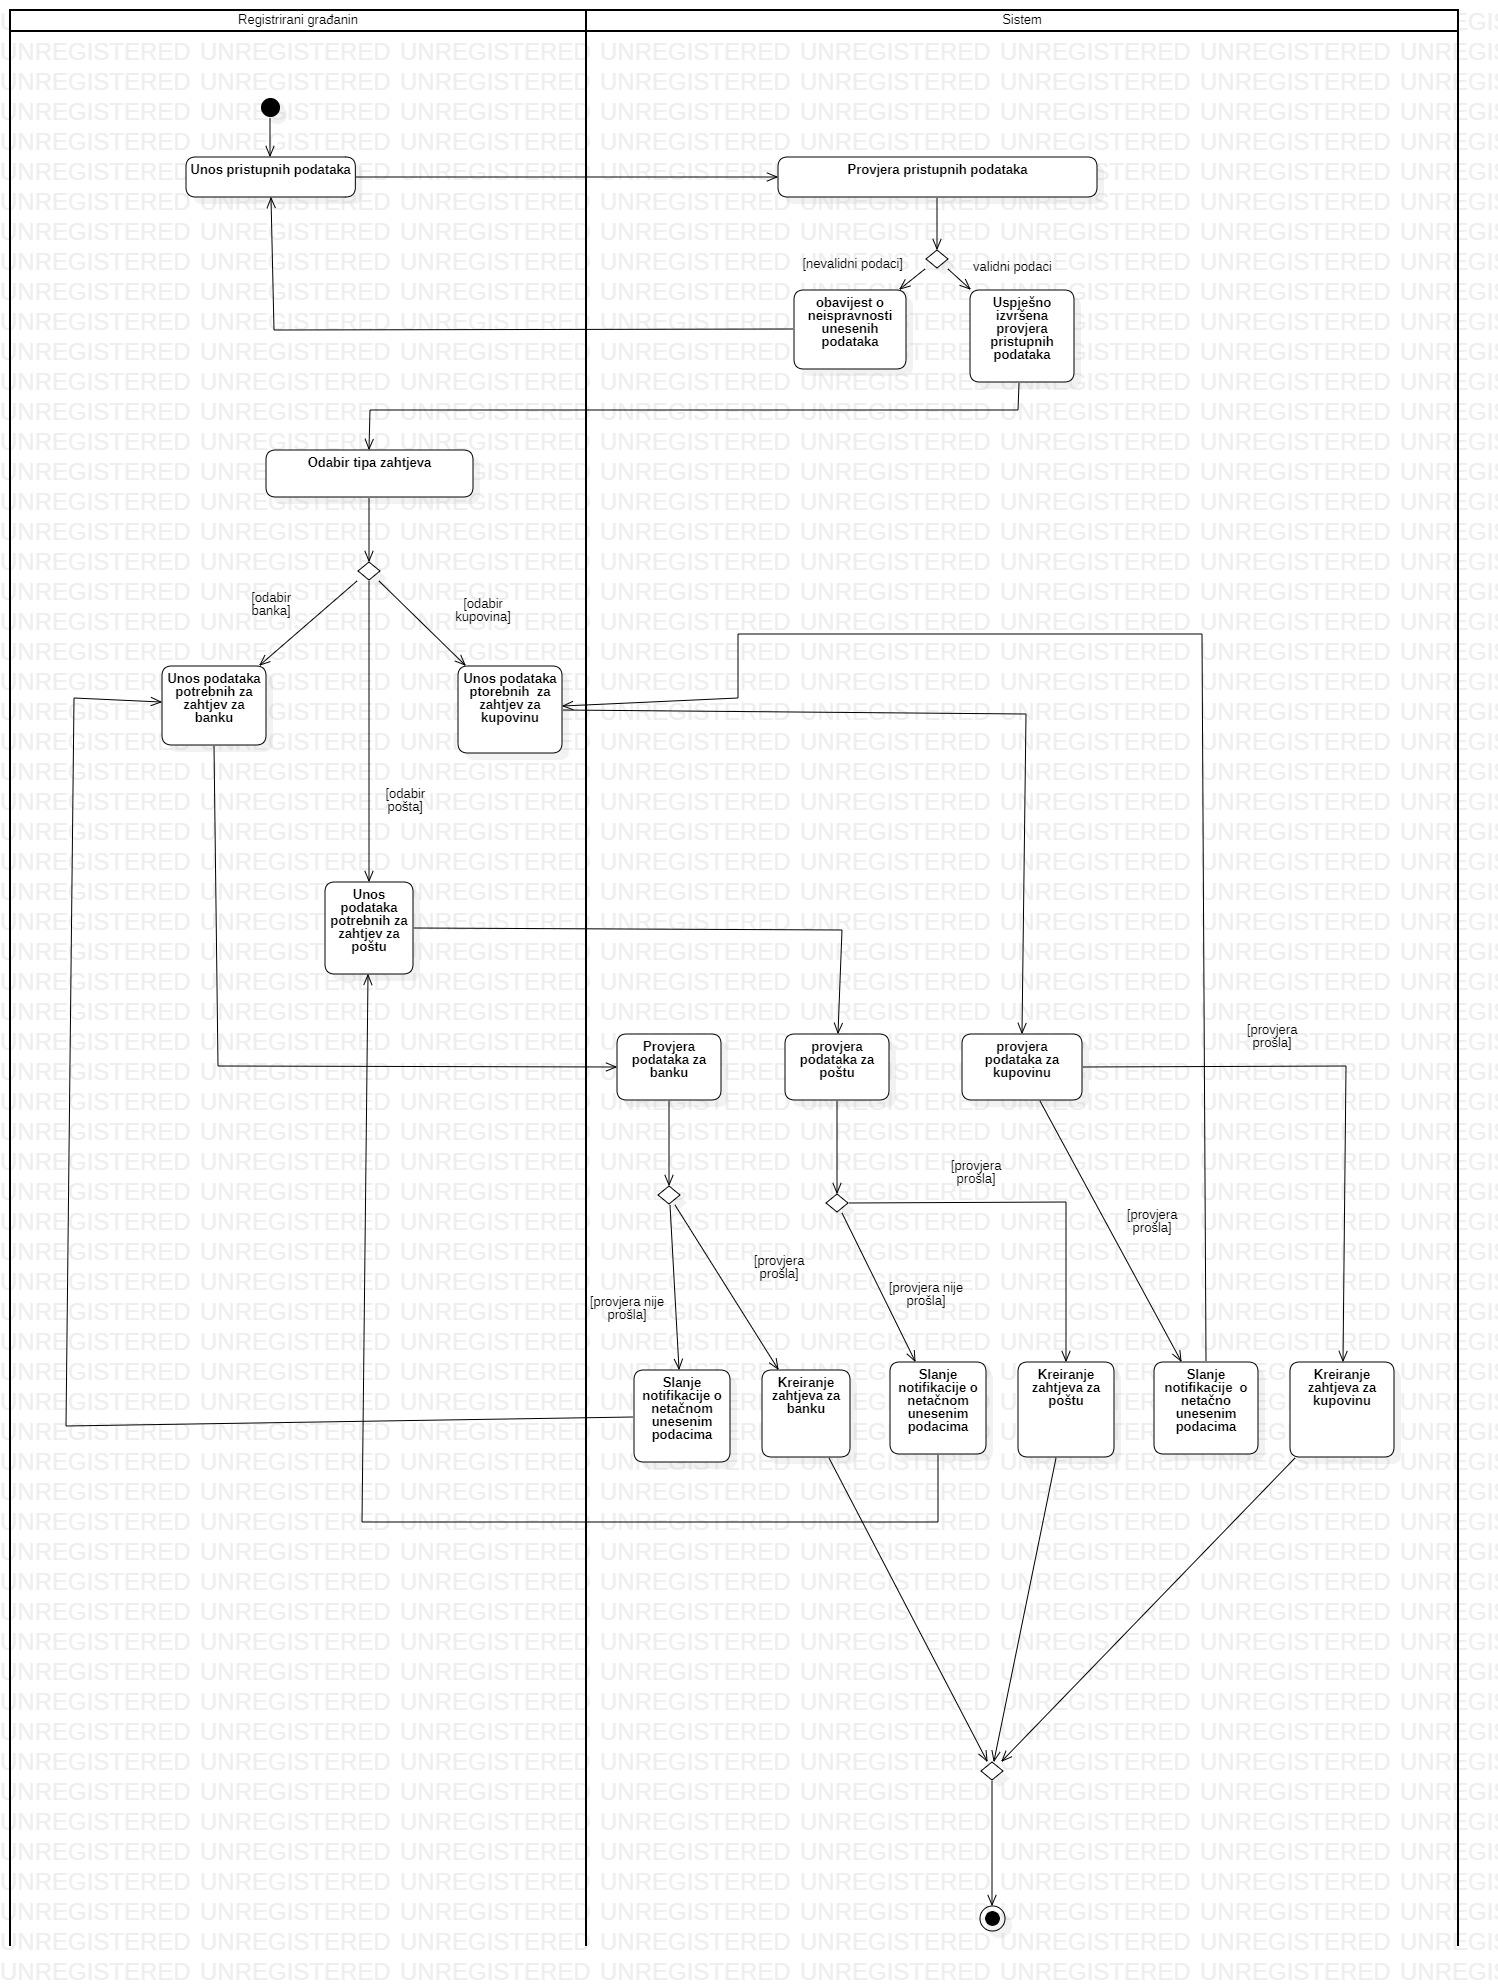 Registrirani građanin
Sistem
Unos pristupnih podataka
Provjera pristupnih podataka
[nevalidni podaci]
validni podaci
obavijest o
neispravnosti
unesenih
podataka
Uspješno
izvršena
provjera
pristupnih
podataka
Odabir tipa zahtjeva
[odabir
banka]
[odabir
kupovina]
Unos podataka
potrebnih za
zahtjev za
banku
Unos podataka
ptorebnih  za
zahtjev za
kupovinu
[odabir
pošta]
Unos
podataka
potrebnih za
zahtjev za
poštu
Provjera
podataka za
banku
provjera
podataka za
poštu
provjera
podataka za
kupovinu
[provjera
prošla]
[provjera
prošla]
[provjera
prošla]
[provjera
prošla]
[provjera nije
prošla]
[provjera nije
prošla]
Slanje
notifikacije o
netačnom
unesenim
podacima
Kreiranje
zahtjeva za
banku
Slanje
notifikacije o
netačnom
unesenim
podacima
Kreiranje
zahtjeva za
poštu
Slanje
notifikacije  o
netačno
unesenim
podacima
Kreiranje
zahtjeva za
kupovinu
UNREGISTERED